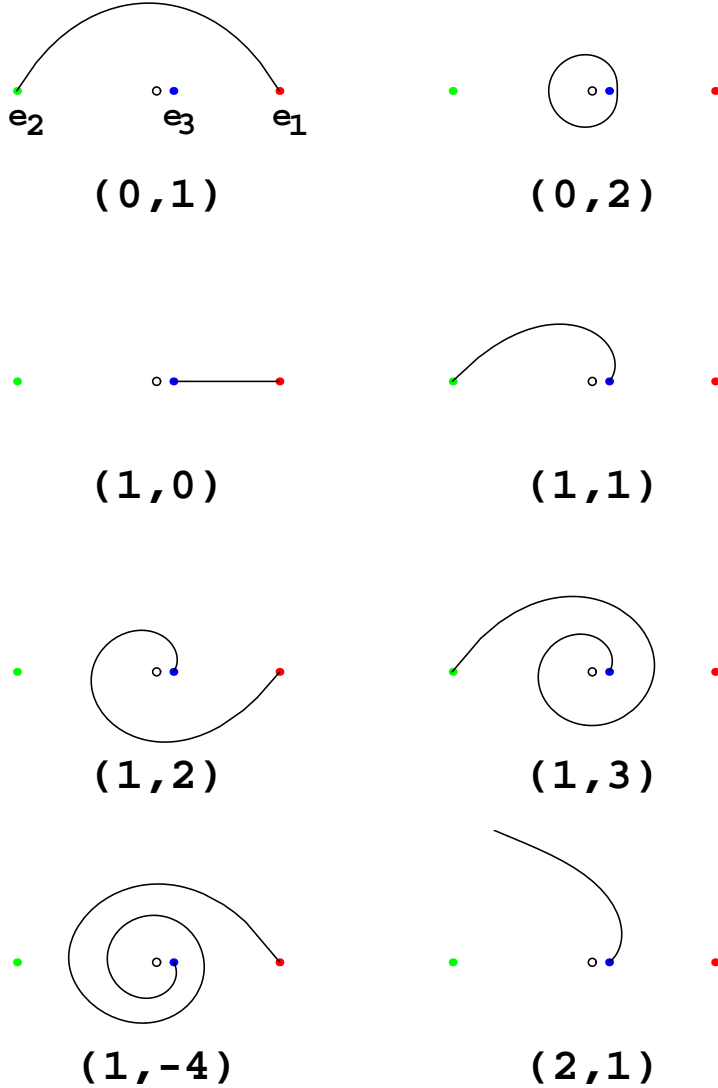 e2 e3 e1
(0,1) (0,2)
(1,0) (1,1)
(1,2) (1,3)
(1,-4) (2,1)